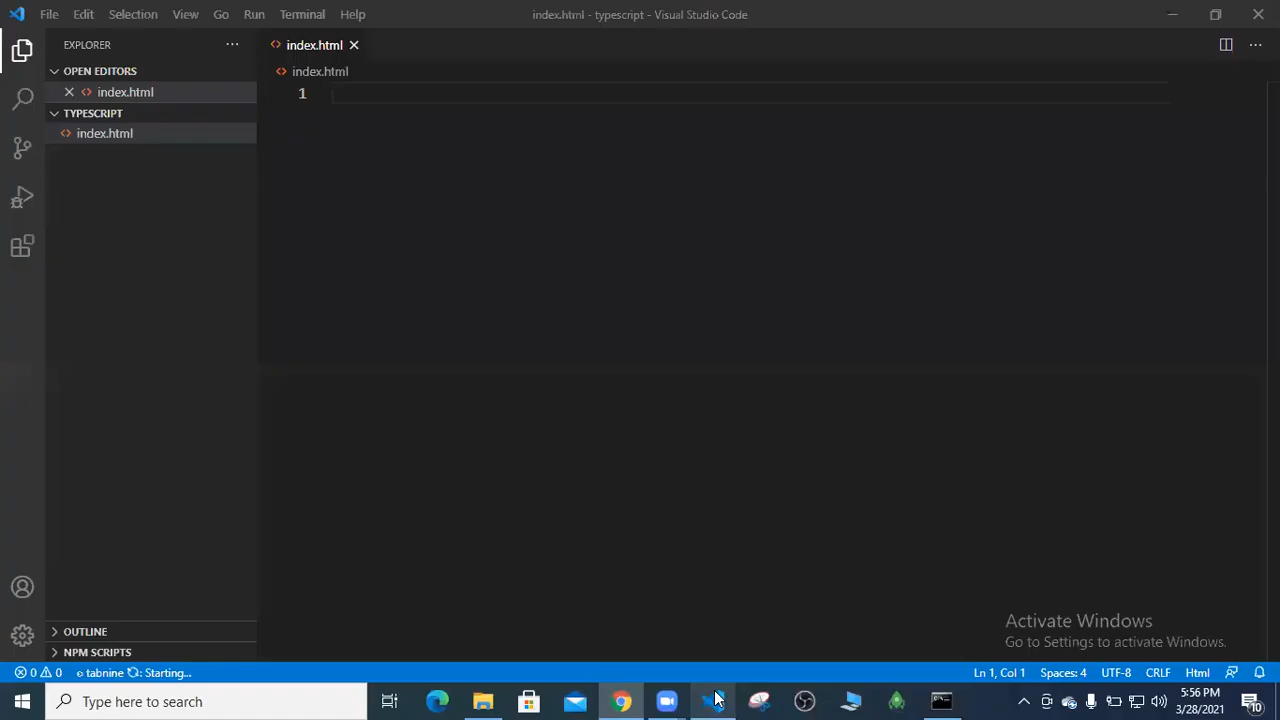 File Edit Selection View Go Run Terminal Help index.html - typescript - Visual Studio Code
EXPLORER
index.html
OPEN EDITORS
index.html
index.html
TYPESCRIPT
index.html
1
OUTLINE
NPM SCRIPTS
Activate Windows
Go to Settings to activate Windows.
0 0 tabnine : Starting... Ln 1, Col 1 Spaces: 4 UTF-8 CRLF Html
Type here to search
5:56 PM
3/28/2021
10